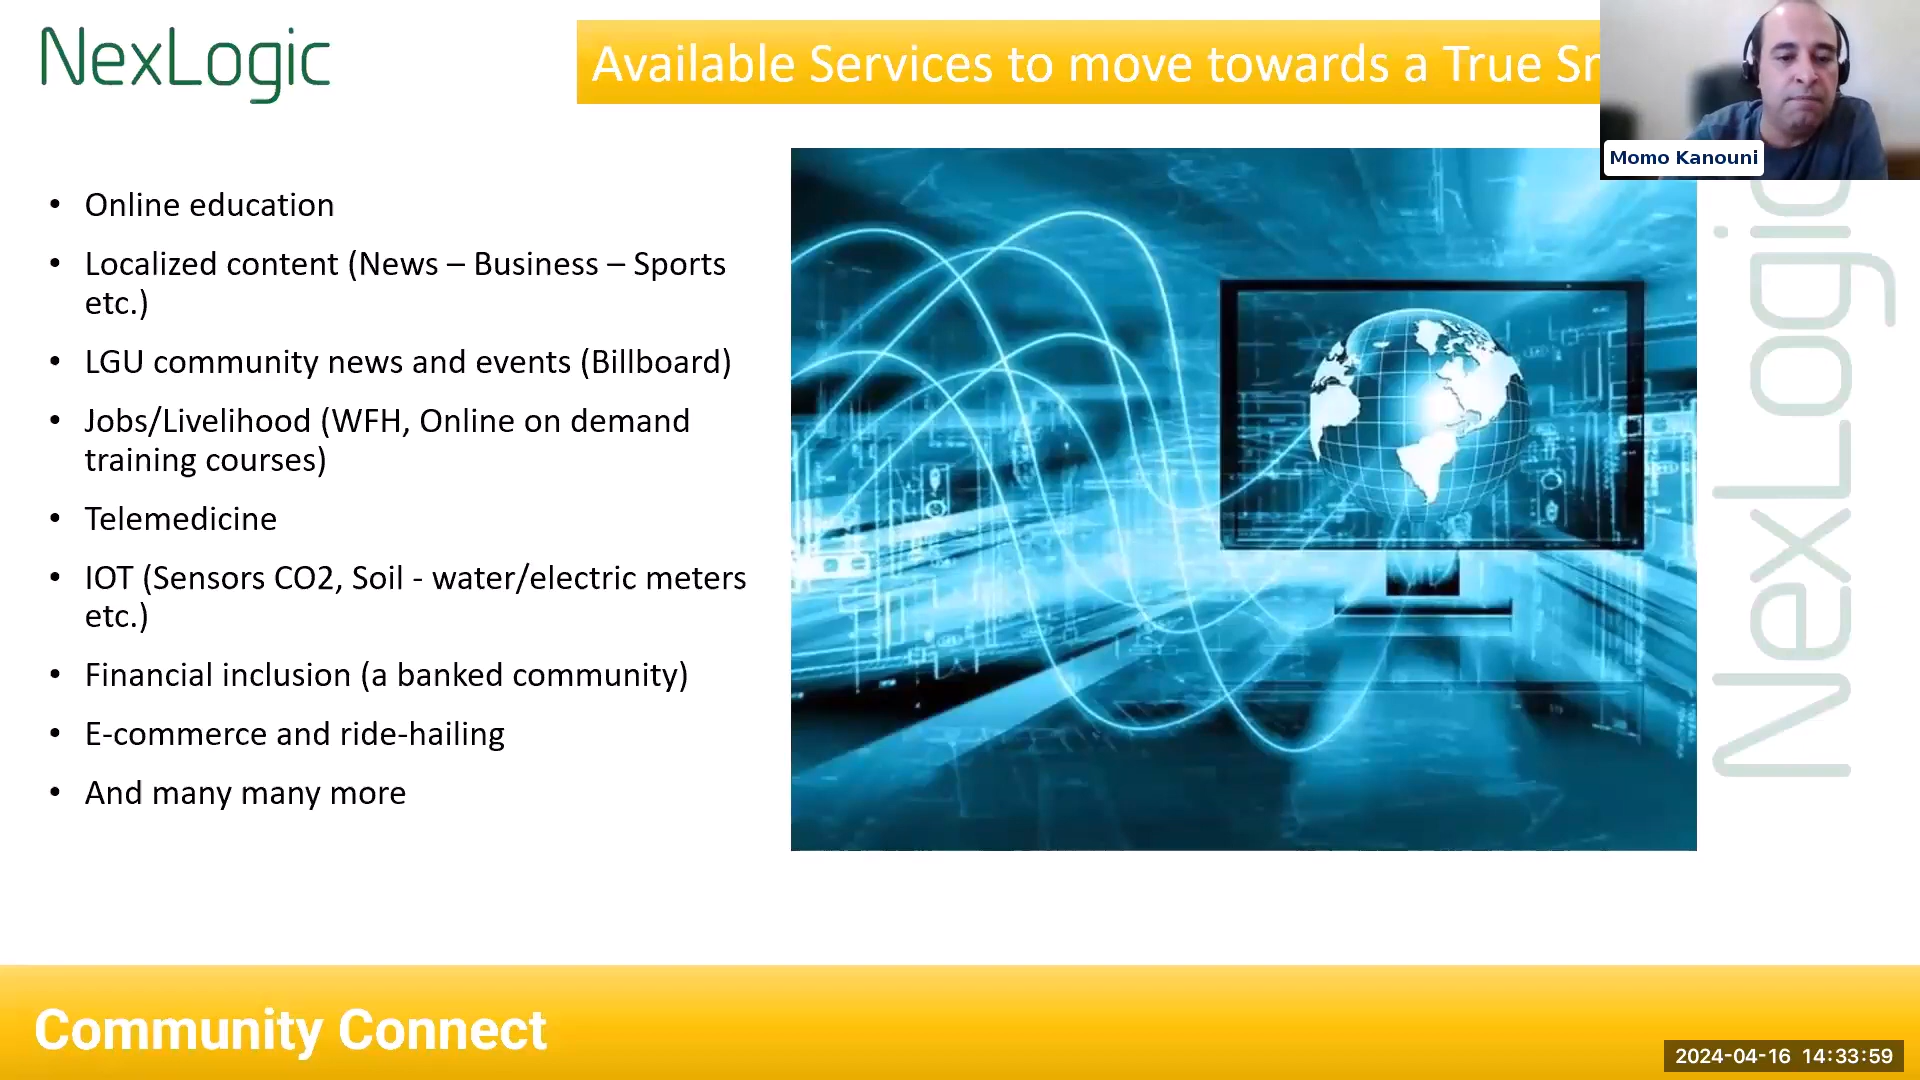 NexLogic
Available Services to move towards a True
Momo Kanouni
• Online education
• Localized content (News – Business – Sports
etc.)
• LGU community news and events (Billboard)
• Jobs/Livelihood (WFH, Online on demand
training courses)
• Telemedicine
• IOT (Sensors CO2, Soil - water/electric meters
etc.)
• Financial inclusion (a banked community)
• E-commerce and ride-hailing
• And many many more
NexLogic
Community Connect
2024-04-16 14:33:59